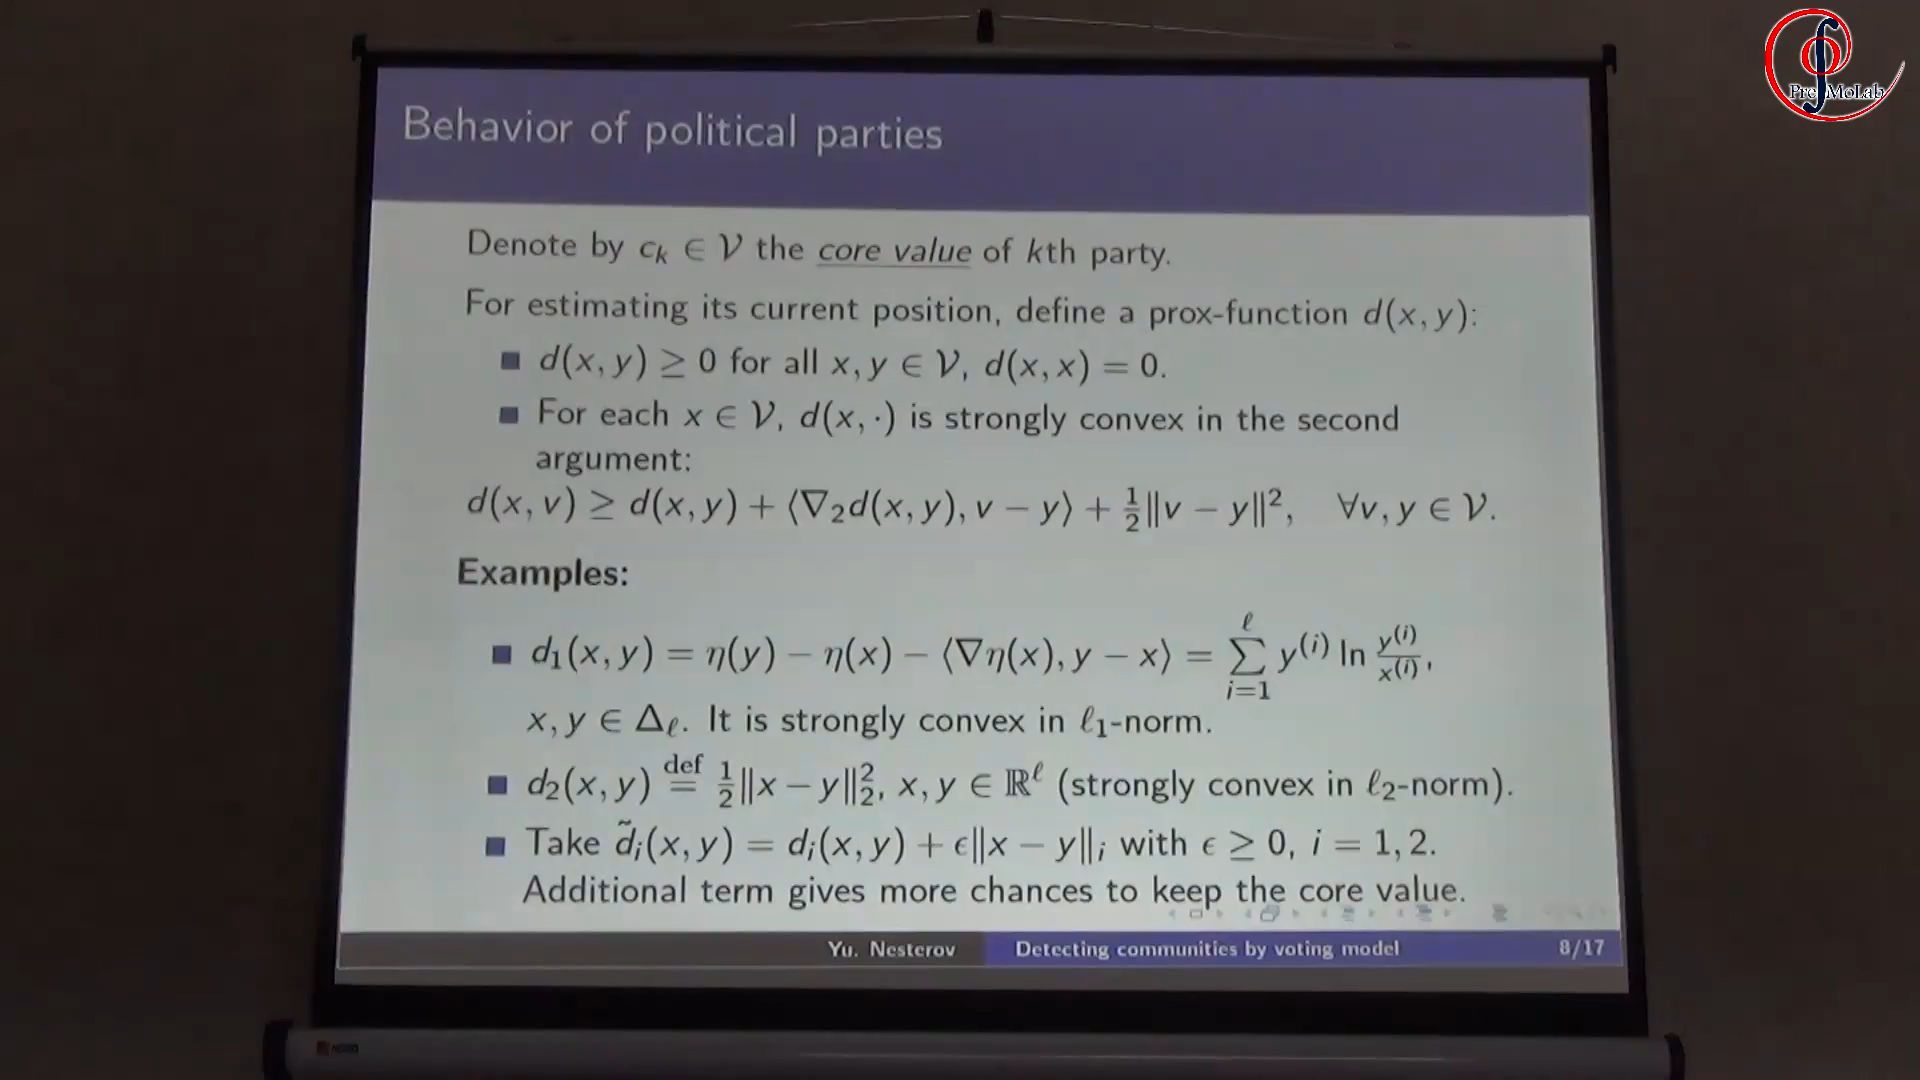 PreMoLab
Behavior of political parties
Denote by cₖ ∈ 𝒱 the core value of kth party.
For estimating its current position, define a prox-function d(x, y):
d(x, y) ≥ 0 for all x, y ∈ 𝒱, d(x, x) = 0.
For each x ∈ 𝒱, d(x, ·) is strongly convex in the second
argument:
d(x, v) ≥ d(x, y) + ⟨∇₂d(x, y), v − y⟩ + ½‖v − y‖², ∀v, y ∈ 𝒱.
Examples:
d₁(x, y) = η(y) − η(x) − ⟨∇η(x), y − x⟩ = ∑_{i=1}^{ℓ} y⁽ⁱ⁾ ln y⁽ⁱ⁾/x⁽ⁱ⁾,
x, y ∈ Δ_ℓ. It is strongly convex in ℓ₁-norm.
d₂(x, y) def= ½‖x − y‖₂², x, y ∈ ℝ^ℓ (strongly convex in ℓ₂-norm).
Take d̃ᵢ(x, y) = dᵢ(x, y) + ϵ‖x − y‖ᵢ with ϵ ≥ 0, i = 1, 2.
Additional term gives more chances to keep the core value.
Yu. Nesterov Detecting communities by voting model 8/17